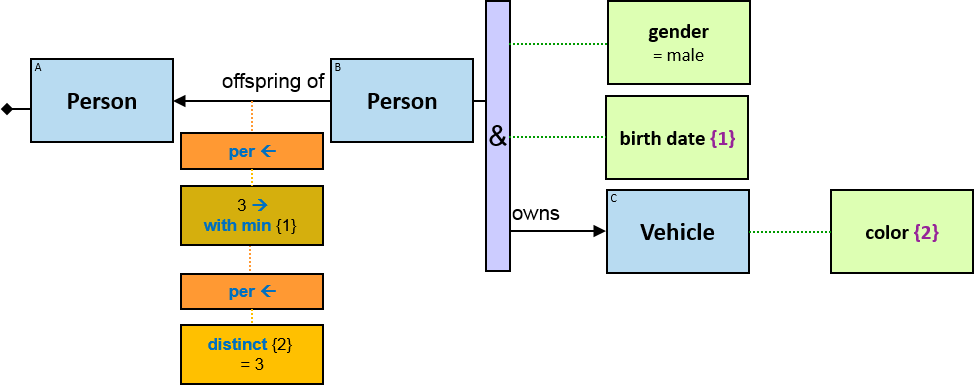 A
Person
offspring of
B
Person
&
gender
= male
birth date {1}
owns
C
Vehicle
color {2}
per ←
3 →
with min {1}
per ←
distinct {2}
= 3